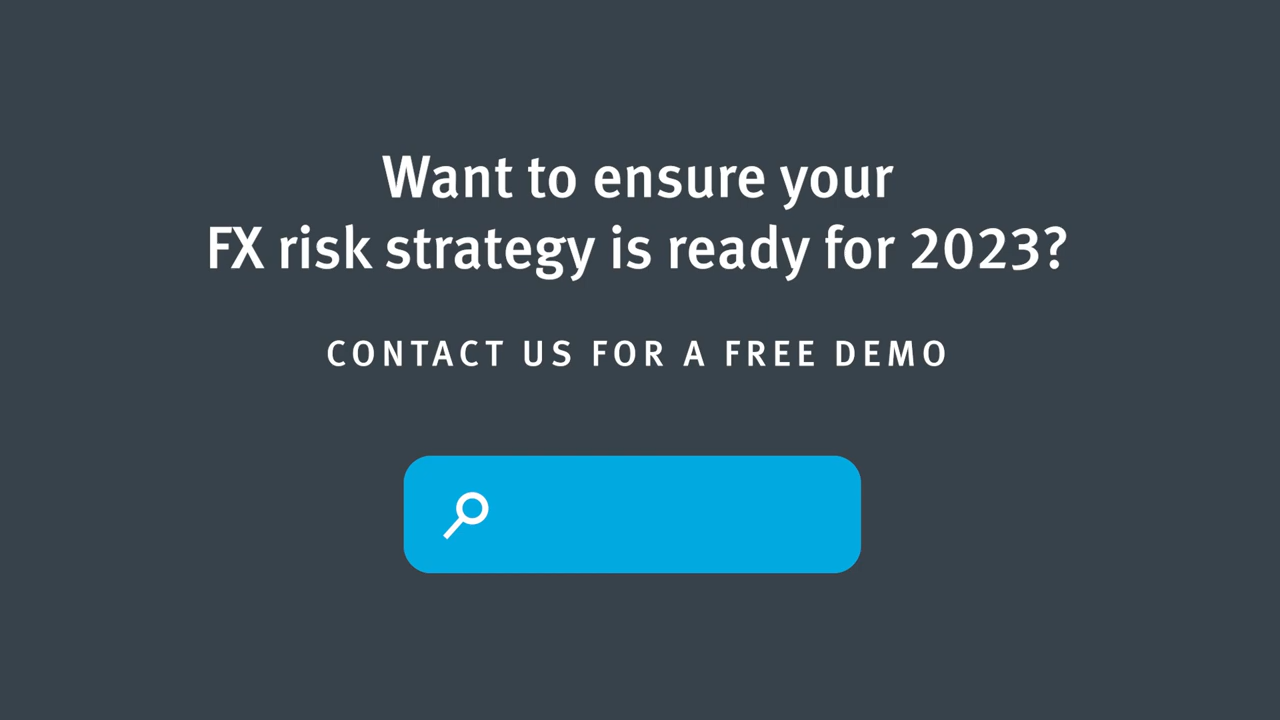 Want to ensure your
FX risk strategy is ready for 2023?
CONTACT US FOR A FREE DEMO